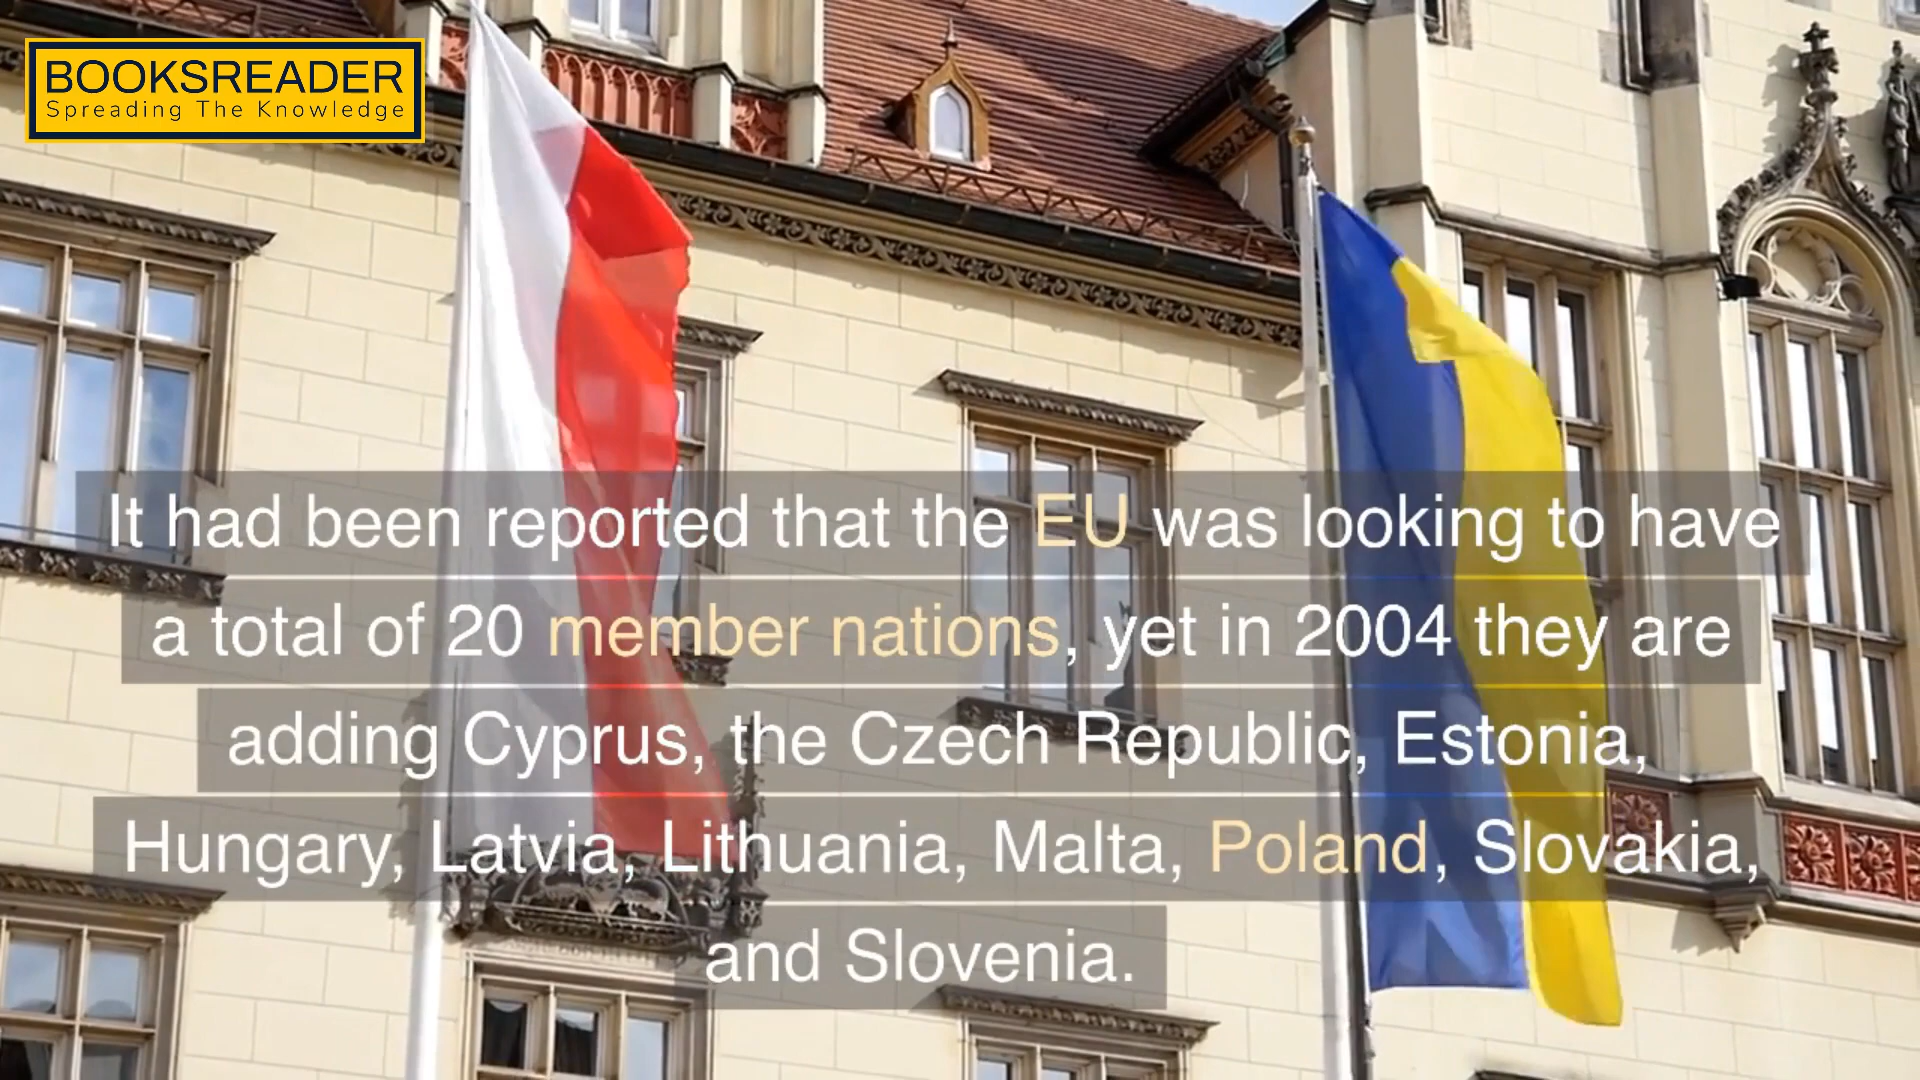 BOOKSREADER
Spreading The Knowledge
It had been reported that the EU was looking to have
a total of 20 member nations, yet in 2004 they are
adding Cyprus, the Czech Republic, Estonia,
Hungary, Latvia, Lithuania, Malta, Poland, Slovakia,
and Slovenia.